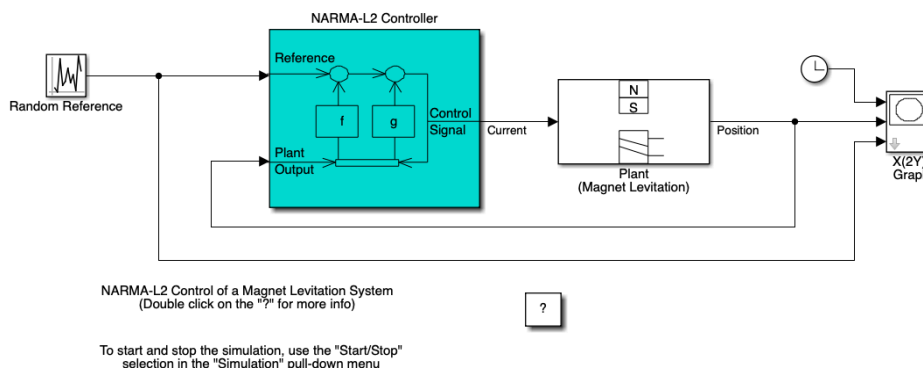 NARMA-L2 Controller
Random Reference
Reference
f
g
Control
Signal
Plant
Output
Current
N
S
Plant
(Magnet Levitation)
Position
X(2Y)
Graph
NARMA-L2 Control of a Magnet Levitation System
(Double click on the "?" for more info)
?
To start and stop the simulation, use the "Start/Stop"
selection in the "Simulation" pull-down menu